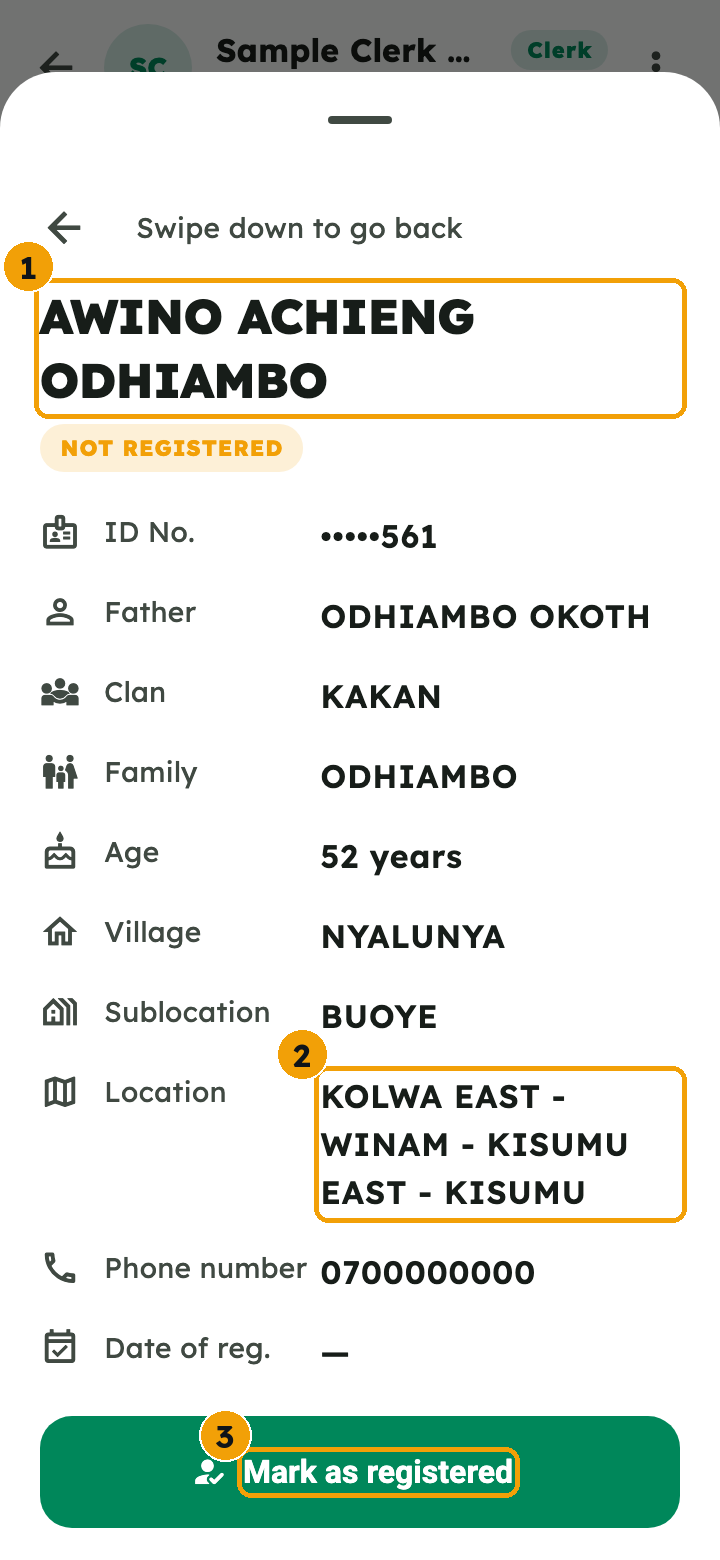 SC
Sample Clerk ...
Clerk
Swipe down to go back
1
AWINO ACHIENG
ODHIAMBO
NOT REGISTERED
ID No.
•••••561
Father
ODHIAMBO OKOTH
Clan
KAKAN
Family
ODHIAMBO
Age
52 years
Village
NYALUNYA
Sublocation
BUOYE
2
Location
KOLWA EAST -
WINAM - KISUMU
EAST - KISUMU
Phone number
0700000000
Date of reg.
—
3
Mark as registered